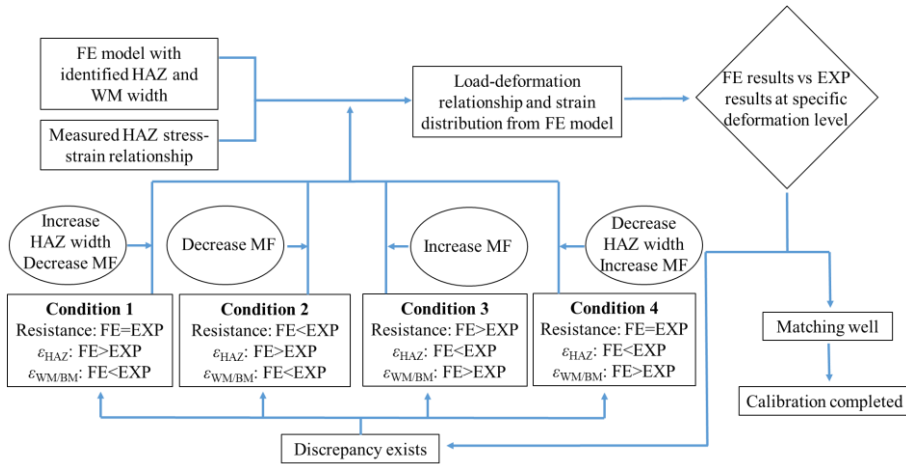 FE model with
identified HAZ and
WM width
Measured HAZ stress-
strain relationship
Load-deformation
relationship and strain
distribution from FE model
FE results vs EXP
results at specific
deformation level
Increase
HAZ width
Decrease MF
Decrease MF
Increase MF
Decrease
HAZ width
Increase MF
Condition 1
Resistance: FE=EXP
εHAZ: FE>EXP
εWM/BM: FE<EXP
Condition 2
Resistance: FE<EXP
εHAZ: FE>EXP
εWM/BM: FE<EXP
Condition 3
Resistance: FE>EXP
εHAZ: FE<EXP
εWM/BM: FE>EXP
Condition 4
Resistance: FE=EXP
εHAZ: FE<EXP
εWM/BM: FE>EXP
Matching well
Calibration completed
Discrepancy exists